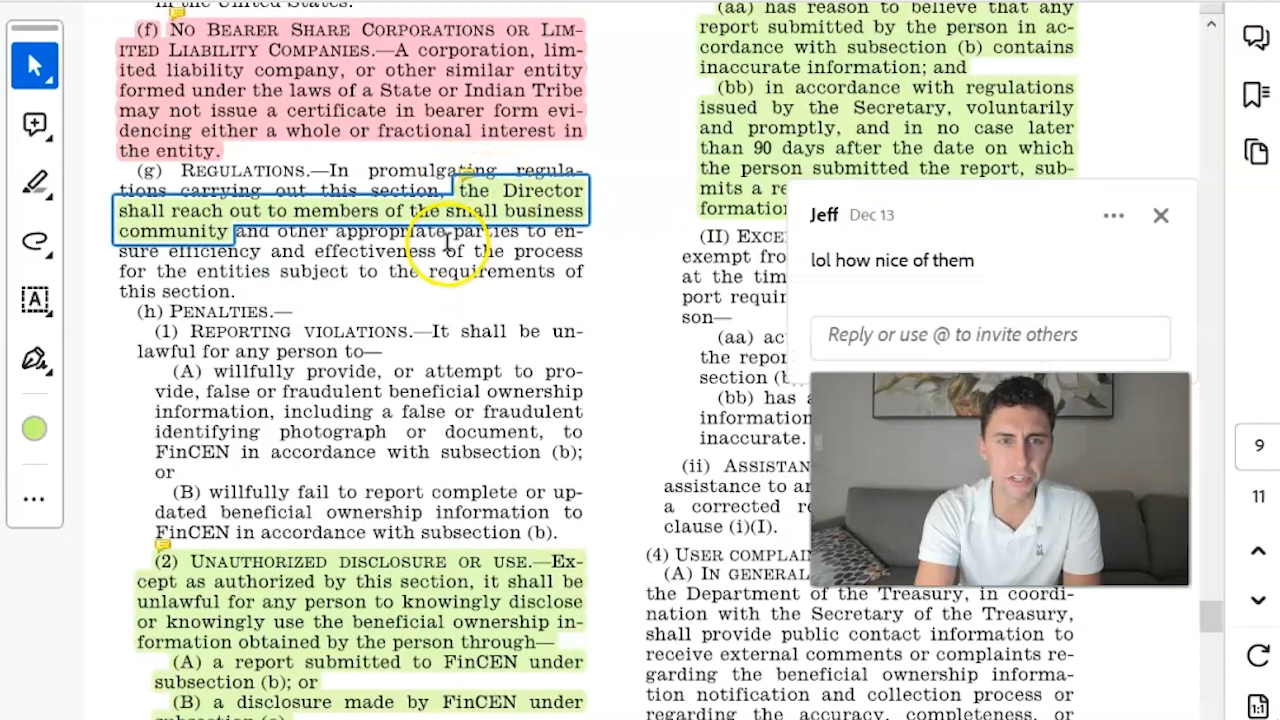 in the United States.
(f) NO BEARER SHARE CORPORATIONS OR LIM-
ITED LIABILITY COMPANIES.—A corporation, lim-
ited liability company, or other similar entity
formed under the laws of a State or Indian Tribe
may not issue a certificate in bearer form evi-
dencing either a whole or fractional interest in
the entity.
(g) REGULATIONS.—In promulgating regula-
tions carrying out this section, the Director
shall reach out to members of the small business
community and other appropriate parties to en-
sure efficiency and effectiveness of the process
for the entities subject to the requirements of
this section.
(h) PENALTIES.—
(1) REPORTING VIOLATIONS.—It shall be un-
lawful for any person to—
(A) willfully provide, or attempt to pro-
vide, false or fraudulent beneficial ownership
information, including a false or fraudulent
identifying photograph or document, to
FinCEN in accordance with subsection (b);
or
(B) willfully fail to report complete or up-
dated beneficial ownership information to
FinCEN in accordance with subsection (b).
(2) UNAUTHORIZED DISCLOSURE OR USE.—Ex-
cept as authorized by this section, it shall be
unlawful for any person to knowingly disclose
or knowingly use the beneficial ownership in-
formation obtained by the person through—
(A) a report submitted to FinCEN under
subsection (b); or
(B) a disclosure made by FinCEN under
(aa) has reason to believe that any
report submitted by the person in ac-
cordance with subsection (b) contains
inaccurate information; and
(bb) in accordance with regulations
issued by the Secretary, voluntarily
and promptly, and in no case later
than 90 days after the date on which
the person submitted the report, sub-
mits a re
formation
(II) EXCE
exempt fro
at the tim
port requir
son—
(aa) ac
the repor
section (b
(bb) has
information
inaccurate.
(ii) ASSISTAN
assistance to an
a corrected re
clause (i)(I).
(4) USER COMPLAIN
(A) IN GENERAL
the Department of the Treasury, in coordi-
nation with the Secretary of the Treasury,
shall provide public contact information to
receive external comments or complaints re-
garding the beneficial ownership informa-
tion notification and collection process or
regarding the accuracy, completeness, or
Jeff Dec 13
lol how nice of them
Reply or use @ to invite others
9
11
1:1